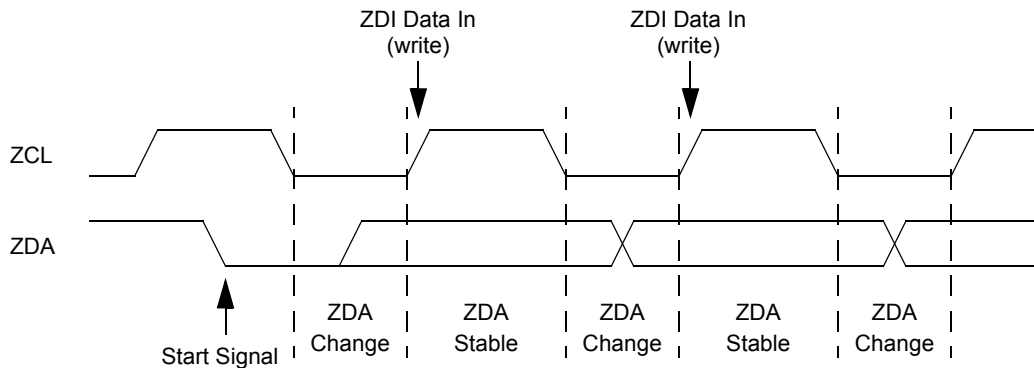 ZDI Data In
(write)
ZDI Data In
(write)
ZCL
ZDA
ZDA
Change
ZDA
Stable
ZDA
Change
ZDA
Stable
ZDA
Change
Start Signal